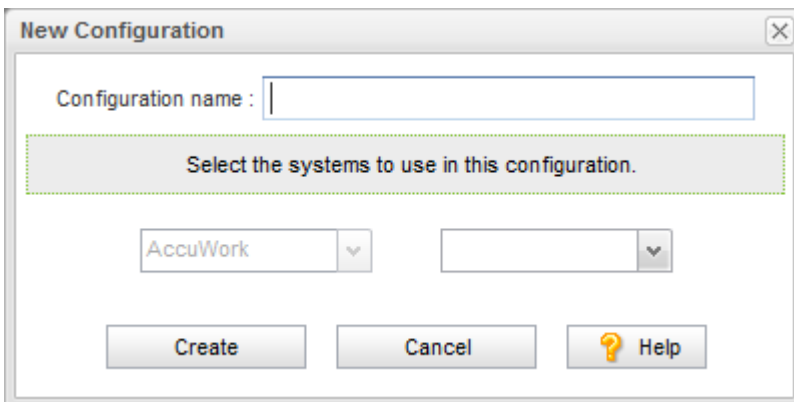 New Configuration
Configuration name :
Select the systems to use in this configuration.
AccuWork
Create Cancel Help